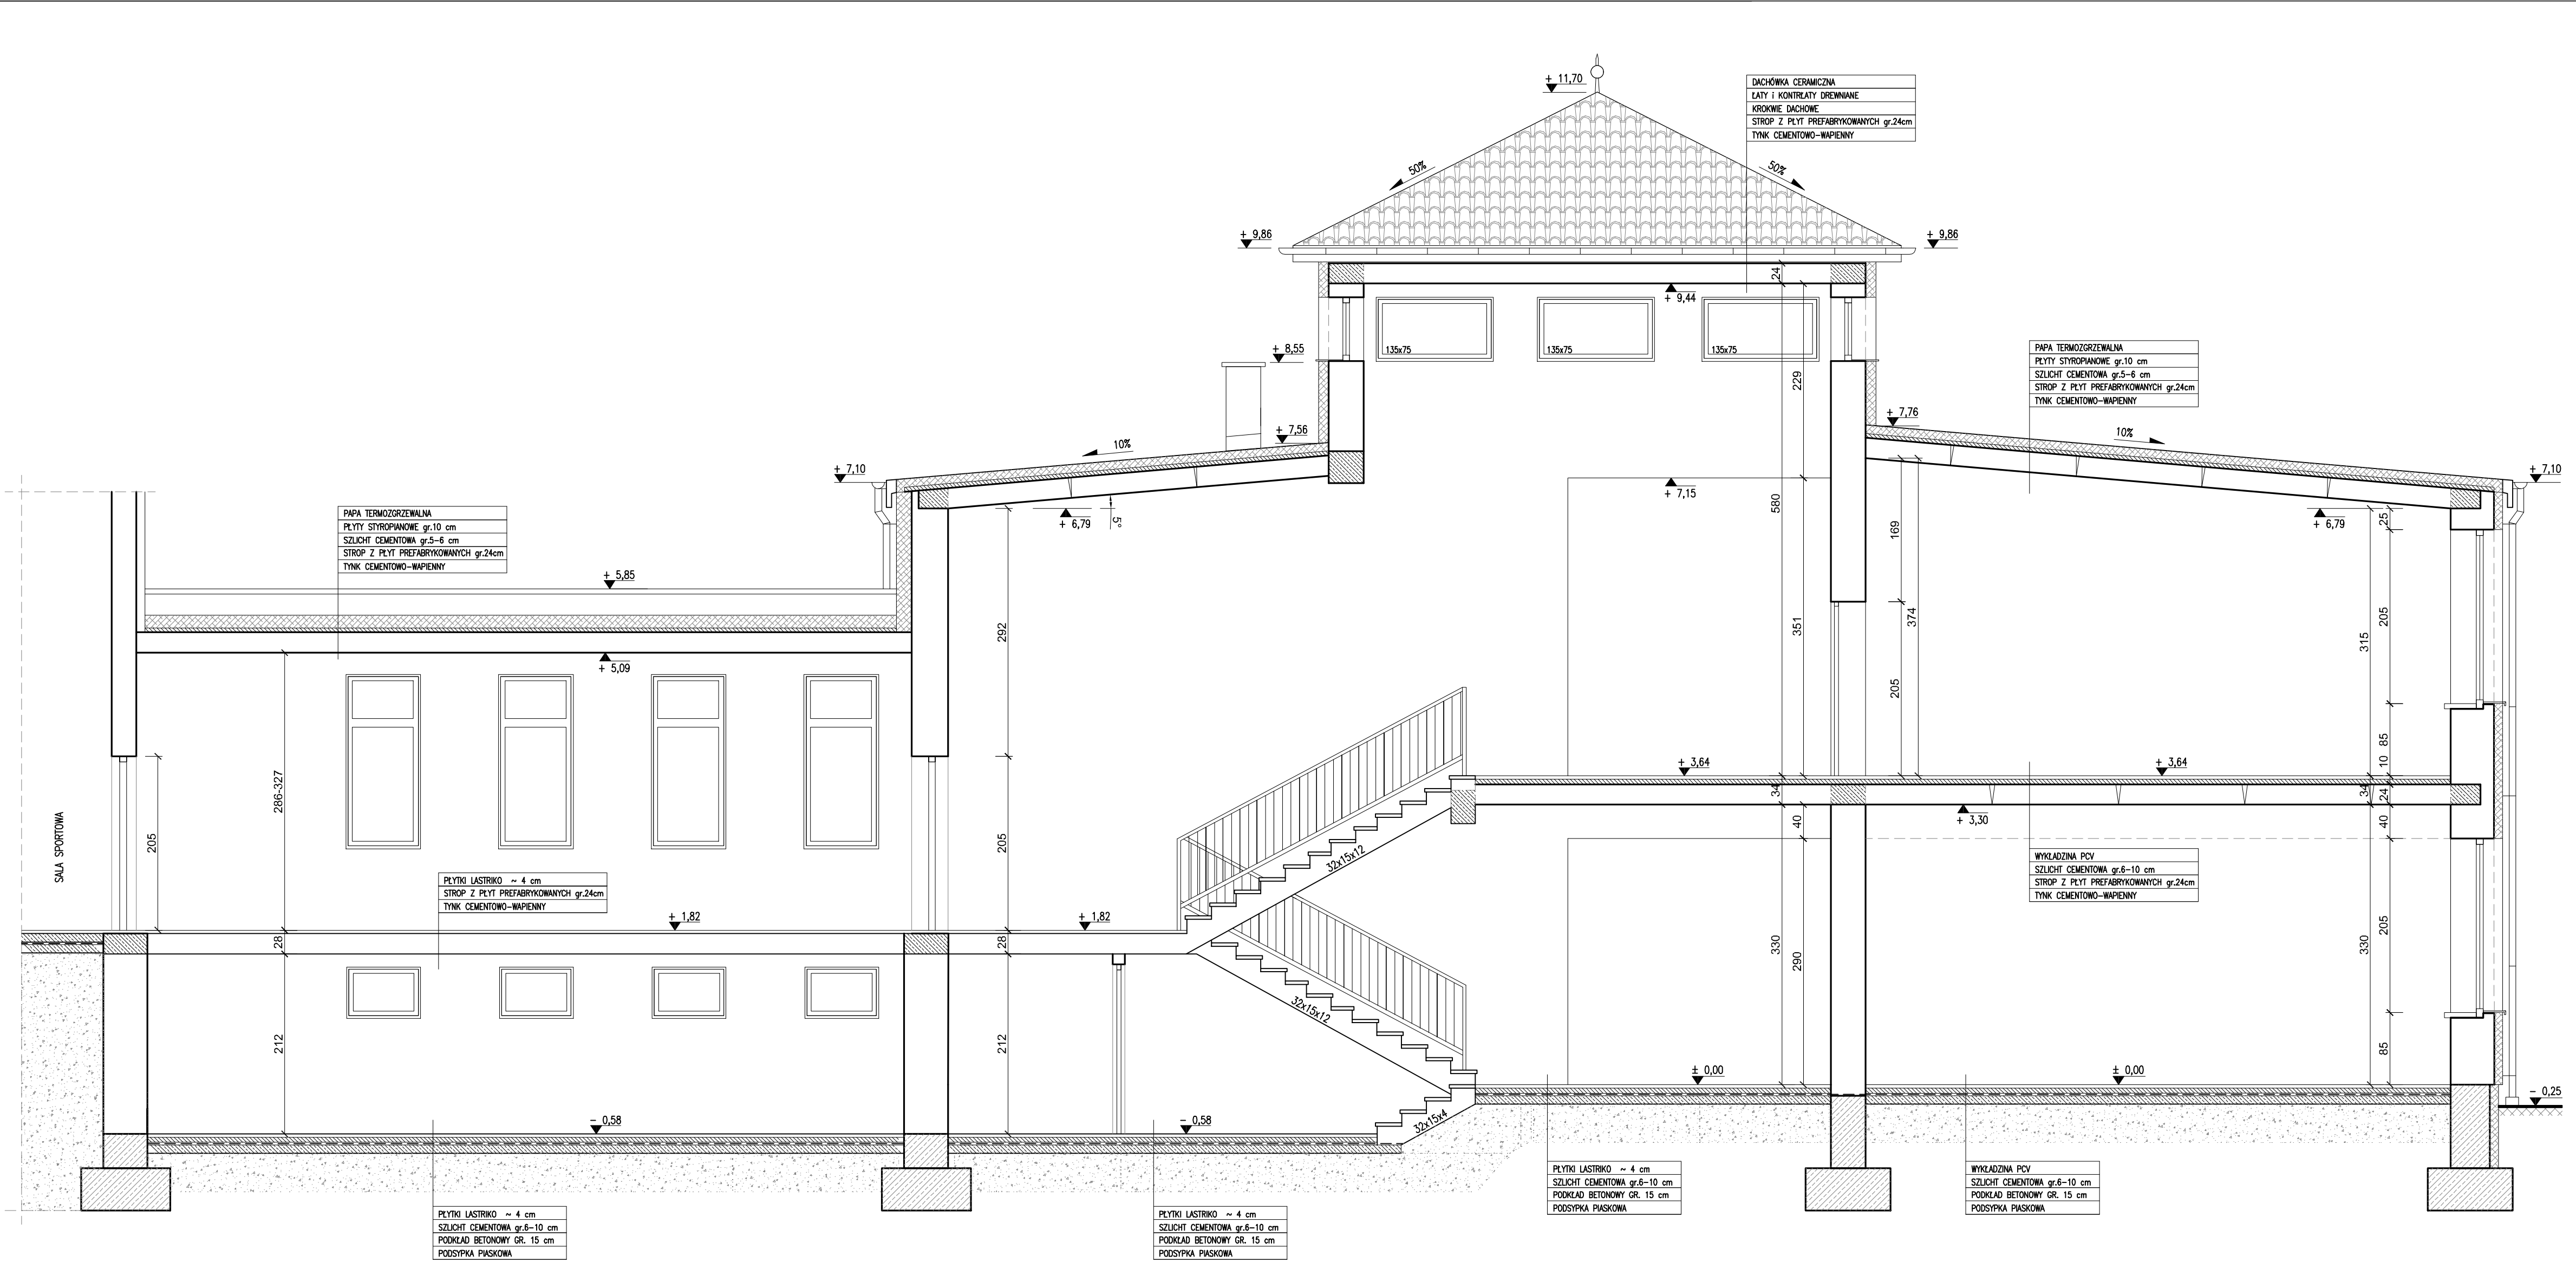 + 11,70
DACHÓWKA CERAMICZNA
ŁATY i KONTRŁATY DREWNIANE
KROKWIE DACHOWE
STROP Z PŁYT PREFABRYKOWANYCH gr.24cm
TYNK CEMENTOWO-WAPIENNY
50%
50%
+ 9,86
+ 9,86
24
+ 9,44
135x75
135x75
135x75
+ 8,55
229
PAPA TERMOZGRZEWALNA
PŁYTY STYROPIANOWE gr.10 cm
SZLICHT CEMENTOWA gr.5-6 cm
STROP Z PŁYT PREFABRYKOWANYCH gr.24cm
TYNK CEMENTOWO-WAPIENNY
+ 7,76
+ 7,56
10%
10%
+ 7,10
+ 7,10
+ 7,15
580
169
374
+ 6,79
5°
+ 6,79
25
PAPA TERMOZGRZEWALNA
PŁYTY STYROPIANOWE gr.10 cm
SZLICHT CEMENTOWA gr.5-6 cm
STROP Z PŁYT PREFABRYKOWANYCH gr.24cm
TYNK CEMENTOWO-WAPIENNY
+ 5,85
292
351
205
315
+ 5,09
205
286-327
85
10
+ 3,64
+ 3,64
34
34
24
SALA SPORTOWA
205
205
40
+ 3,30
40
32x15x12
WYKŁADZINA PCV
SZLICHT CEMENTOWA gr.6-10 cm
STROP Z PŁYT PREFABRYKOWANYCH gr.24cm
TYNK CEMENTOWO-WAPIENNY
PŁYTKI LASTRIKO ~ 4 cm
STROP Z PŁYT PREFABRYKOWANYCH gr.24cm
TYNK CEMENTOWO-WAPIENNY
+ 1,82
+ 1,82
28
28
330
290
330
205
32x15x12
212
212
85
± 0,00
± 0,00
- 0,25
- 0,58
- 0,58
32x15x4
PŁYTKI LASTRIKO ~ 4 cm
SZLICHT CEMENTOWA gr.6-10 cm
PODKŁAD BETONOWY GR. 15 cm
PODSYPKA PIASKOWA
WYKŁADZINA PCV
SZLICHT CEMENTOWA gr.6-10 cm
PODKŁAD BETONOWY GR. 15 cm
PODSYPKA PIASKOWA
PŁYTKI LASTRIKO ~ 4 cm
SZLICHT CEMENTOWA gr.6-10 cm
PODKŁAD BETONOWY GR. 15 cm
PODSYPKA PIASKOWA
PŁYTKI LASTRIKO ~ 4 cm
SZLICHT CEMENTOWA gr.6-10 cm
PODKŁAD BETONOWY GR. 15 cm
PODSYPKA PIASKOWA